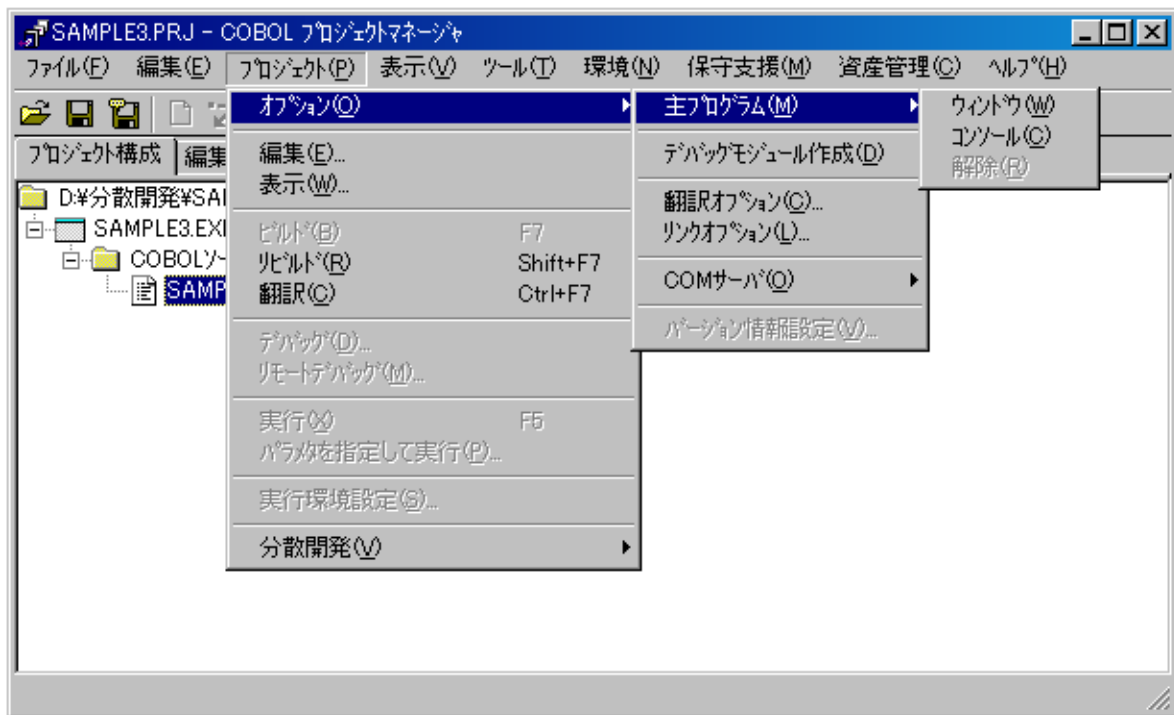 SAMPLE3.PRJ - COBOL ﾌﾟﾛｼﾞｪｸﾄﾏﾈｰｼﾞｬ
ﾌｧｲﾙ(F) 編集(E) ﾌﾟﾛｼﾞｪｸﾄ(P) 表示(V) ﾂｰﾙ(T) 環境(N) 保守支援(M) 資産管理(C) ﾍﾙﾌﾟ(H)
ﾌﾟﾛｼﾞｪｸﾄ構成 編集
D:¥分散開発¥SA
SAMPLE3.EX
COBOLｿ
SAMP
ｵﾌﾟｼｮﾝ(O)
編集(E)...
表示(W)...
ﾋﾞﾙﾄﾞ(B) F7
ﾘﾋﾞﾙﾄﾞ(R) Shift+F7
翻訳(C) Ctrl+F7
ﾃﾞﾊﾞｯｸﾞ(D)...
ﾘﾓｰﾄﾃﾞﾊﾞｯｸﾞ(M)...
実行(X) F5
ﾊﾟﾗﾒﾀを指定して実行(P)...
実行環境設定(S)...
分散開発(V)
主ﾌﾟﾛｸﾞﾗﾑ(M)
ﾃﾞﾊﾞｯｸﾞﾓｼﾞｭｰﾙ作成(D)
翻訳ｵﾌﾟｼｮﾝ(C)...
ﾘﾝｸｵﾌﾟｼｮﾝ(L)...
COMｻｰﾊﾞ(O)
ﾊﾞｰｼﾞｮﾝ情報設定(V)...
ｳｨﾝﾄﾞｳ(W)
ｺﾝｿｰﾙ(C)
解除(R)